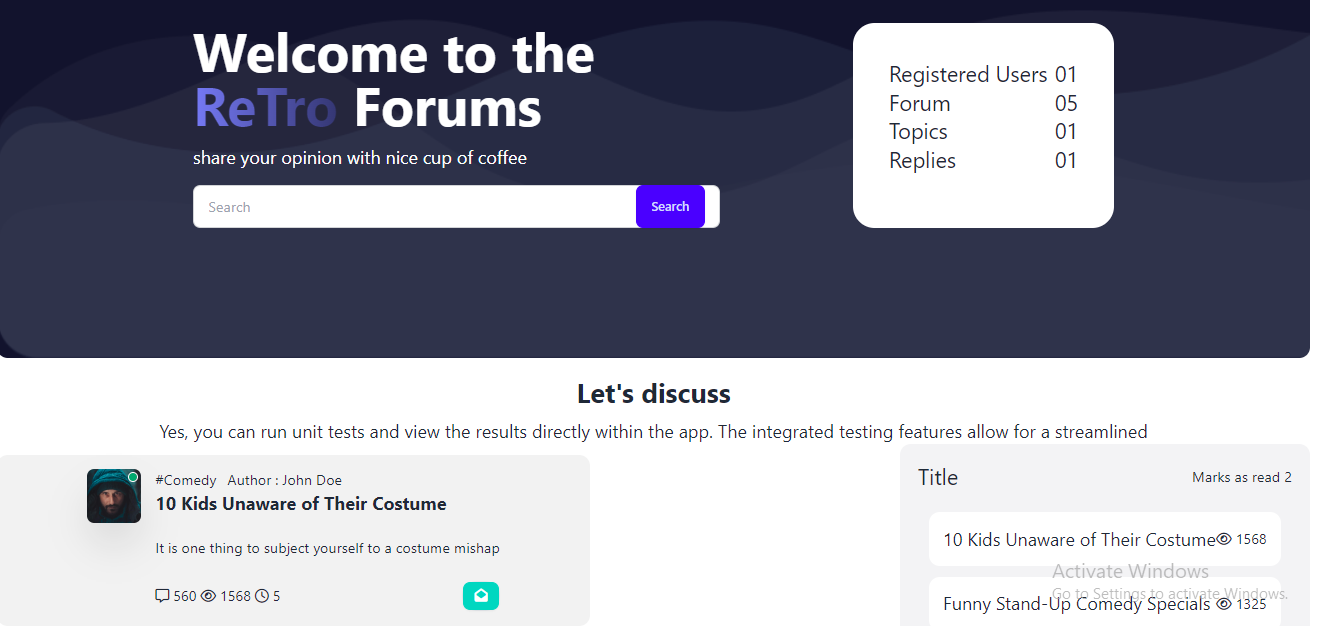 Welcome to the
ReTro Forums
share your opinion with nice cup of coffee
Search Search
Registered Users 01
Forum 05
Topics 01
Replies 01
Let's discuss
Yes, you can run unit tests and view the results directly within the app. The integrated testing features allow for a streamlined
#Comedy Author : John Doe
10 Kids Unaware of Their Costume
It is one thing to subject yourself to a costume mishap
560 1568 5
Title Marks as read 2
10 Kids Unaware of Their Costume 1568
Activate Windows
Go to Settings to activate Windows.
Funny Stand-Up Comedy Specials 1325